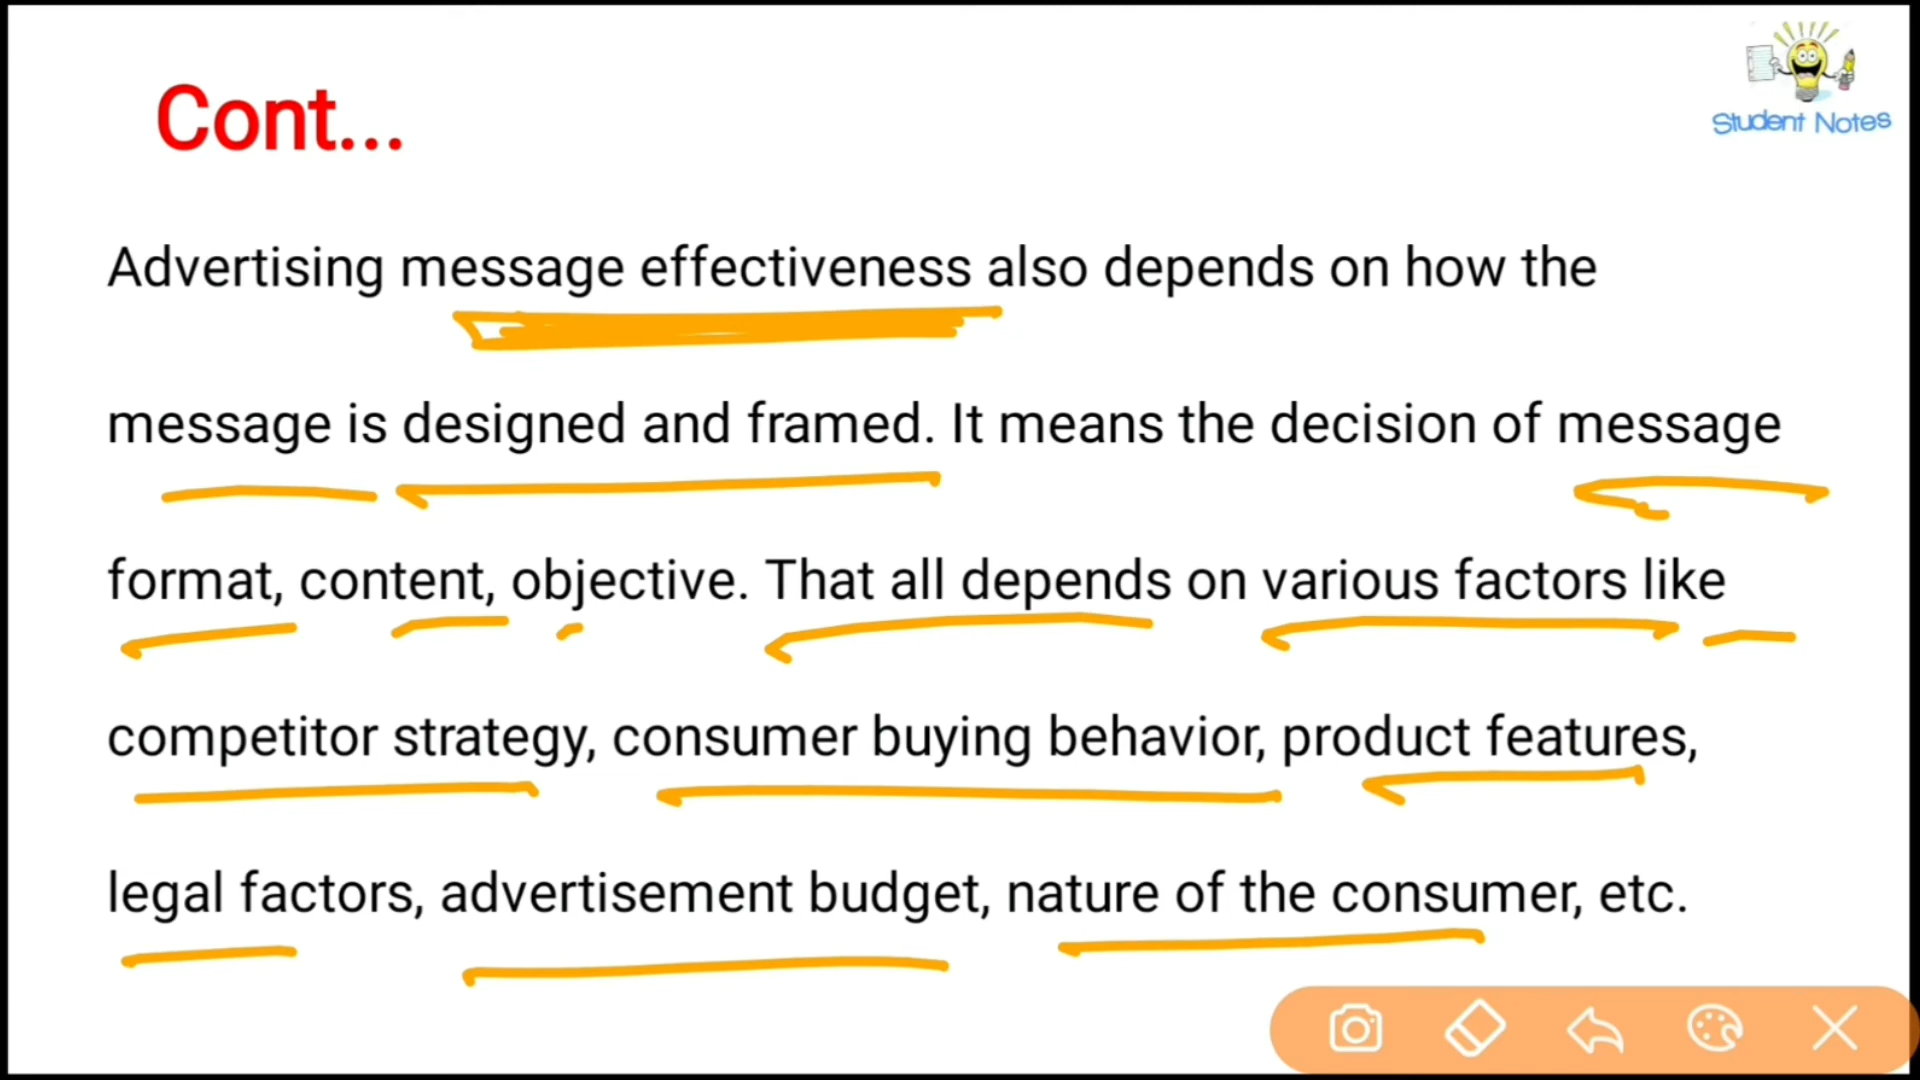 Student Notes
Cont...
Advertising message effectiveness also depends on how the
message is designed and framed. It means the decision of message
format, content, objective. That all depends on various factors like
competitor strategy, consumer buying behavior, product features,
legal factors, advertisement budget, nature of the consumer, etc.